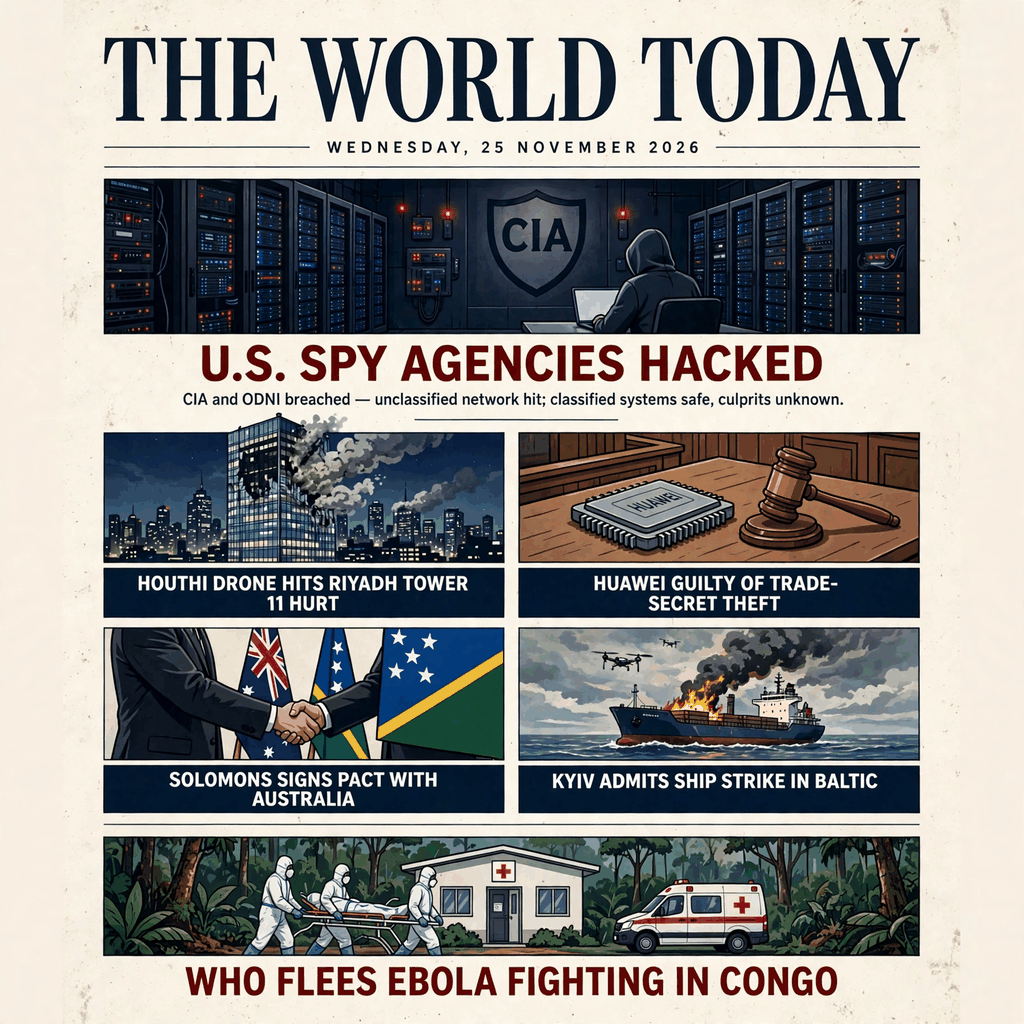 THE WORLD TODAY
WEDNESDAY, 25 NOVEMBER 2026
CIA
U.S. SPY AGENCIES HACKED
CIA and ODNI breached — unclassified network hit; classified systems safe, culprits unknown.
HUAWEI
HOUTHI DRONE HITS RIYADH TOWER
11 HURT
HUAWEI GUILTY OF TRADE-
SECRET THEFT
SOLOMONS SIGNS PACT WITH
AUSTRALIA
KYIV ADMITS SHIP STRIKE IN BALTIC
WHO FLEES EBOLA FIGHTING IN CONGO